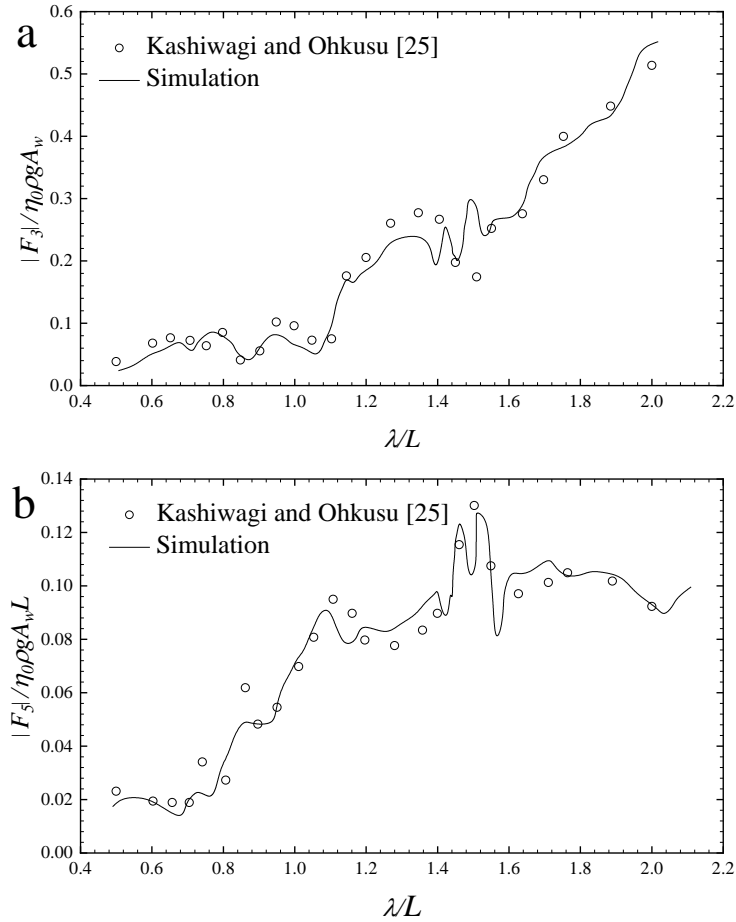 a
Kashiwagi and Ohkusu [25]
Simulation
|F₃|/η₀ρgA_w
0.6
0.5
0.4
0.3
0.2
0.1
0.0
0.4 0.6 0.8 1.0 1.2 1.4 1.6 1.8 2.0 2.2
λ/L
b
Kashiwagi and Ohkusu [25]
Simulation
|F₅|/η₀ρgA_wL
0.14
0.12
0.10
0.08
0.06
0.04
0.02
0.00
0.4 0.6 0.8 1.0 1.2 1.4 1.6 1.8 2.0 2.2
λ/L